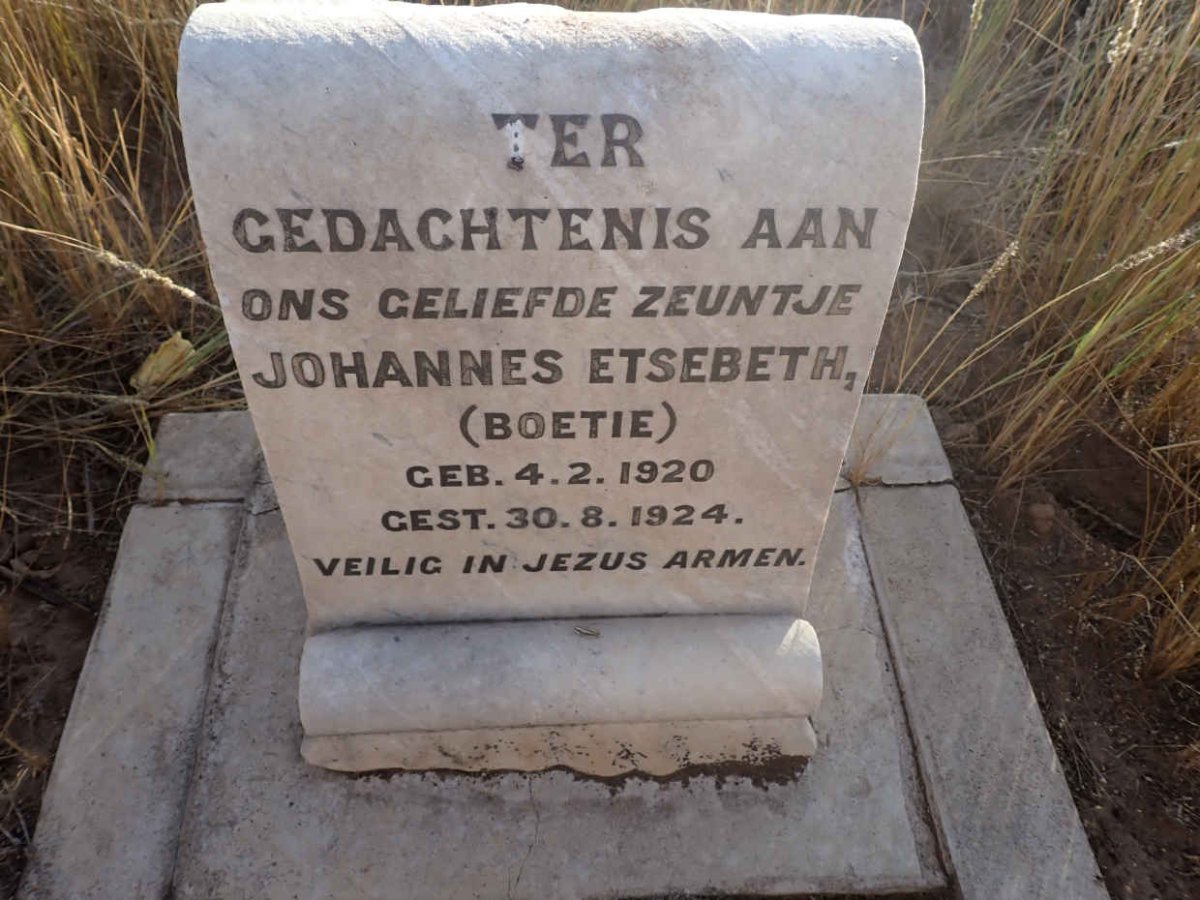 TER
GEDACHTENIS AAN
ONS GELIEFDE ZEUNTJE
JOHANNES ETSEBETH,
(BOETIE)
GEB. 4. 2. 1920
GEST. 30. 8. 1924.
VEILIG IN JEZUS ARMEN.